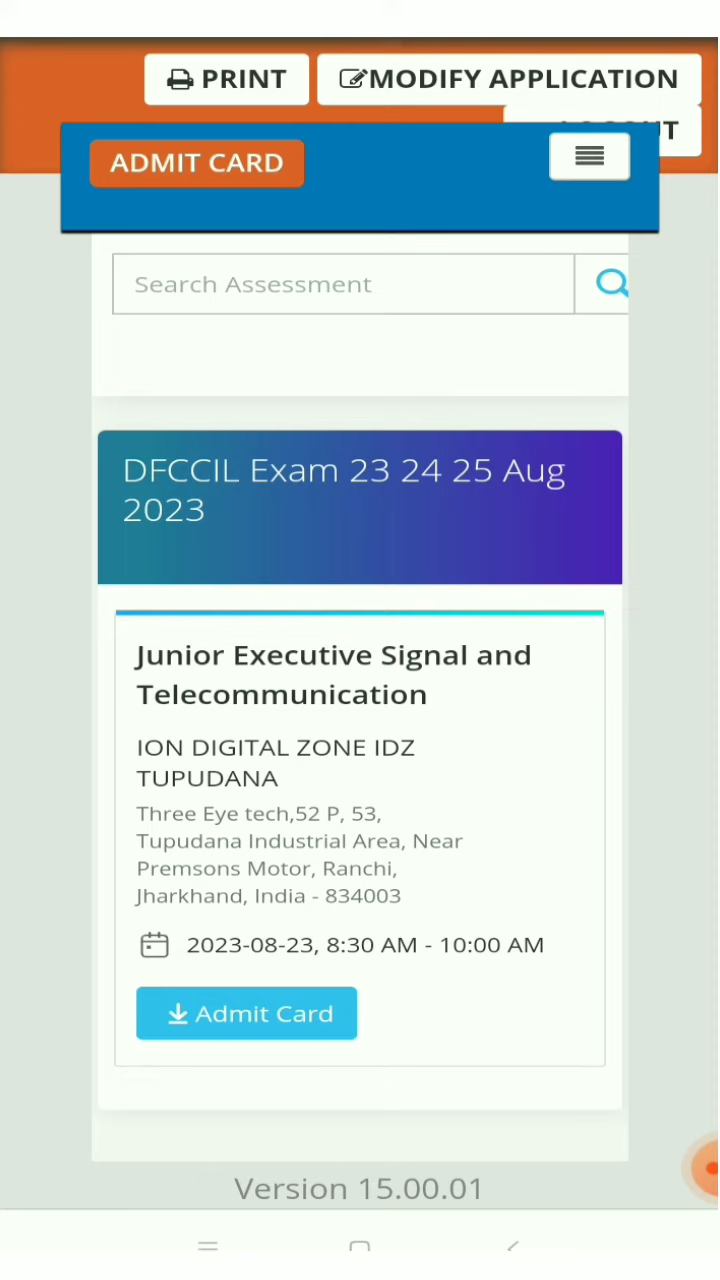 PRINT
MODIFY APPLICATION
ADMIT CARD
Search Assessment
DFCCIL Exam 23 24 25 Aug
2023
Junior Executive Signal and
Telecommunication
ION DIGITAL ZONE IDZ
TUPUDANA
Three Eye tech,52 P, 53,
Tupudana Industrial Area, Near
Premsons Motor, Ranchi,
Jharkhand, India - 834003
2023-08-23, 8:30 AM - 10:00 AM
Admit Card
Version 15.00.01